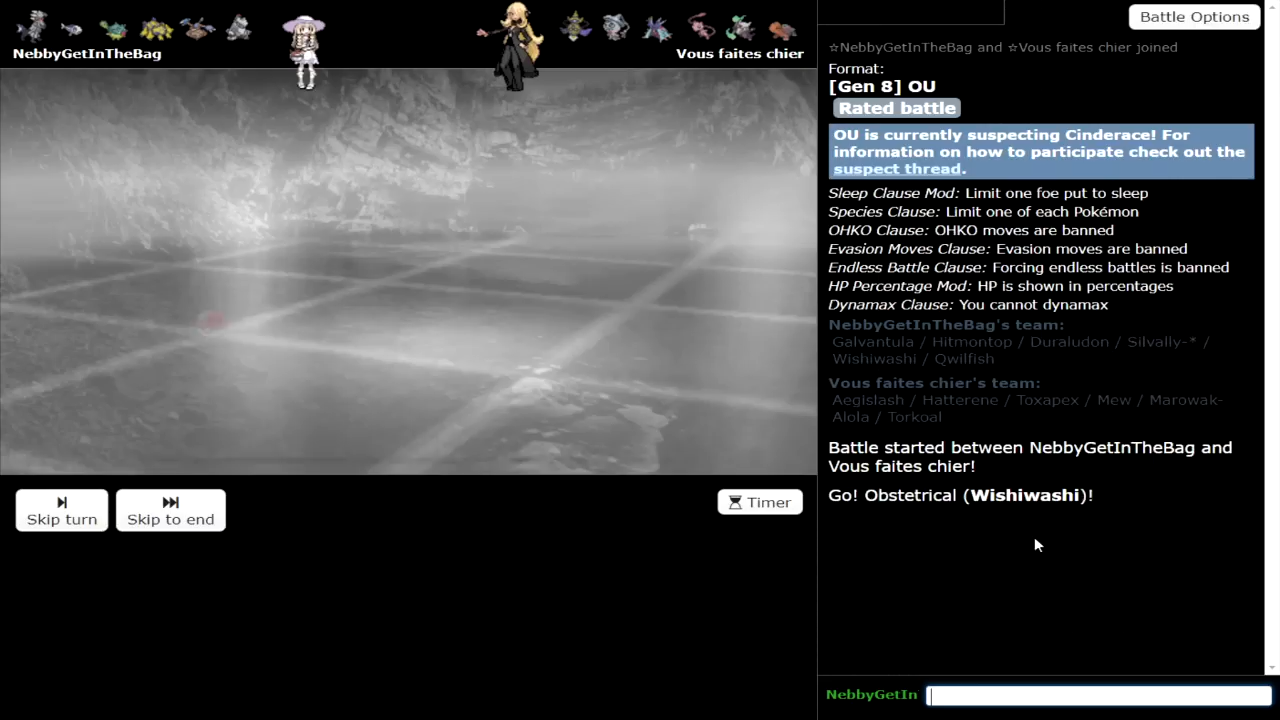 NebbyGetInTheBag
Vous faites chier
Skip turn
Skip to end
Timer
Battle Options
☆NebbyGetInTheBag and ☆Vous faites chier joined
Format:
[Gen 8] OU
Rated battle
OU is currently suspecting Cinderace! For
information on how to participate check out the
suspect thread.
Sleep Clause Mod: Limit one foe put to sleep
Species Clause: Limit one of each Pokémon
OHKO Clause: OHKO moves are banned
Evasion Moves Clause: Evasion moves are banned
Endless Battle Clause: Forcing endless battles is banned
HP Percentage Mod: HP is shown in percentages
Dynamax Clause: You cannot dynamax
NebbyGetInTheBag's team:
Galvantula / Hitmontop / Duraludon / Silvally-* /
Wishiwashi / Qwilfish
Vous faites chier's team:
Aegislash / Hatterene / Toxapex / Mew / Marowak-
Alola / Torkoal
Battle started between NebbyGetInTheBag and
Vous faites chier!
Go! Obstetrical (Wishiwashi)!
NebbyGetIn